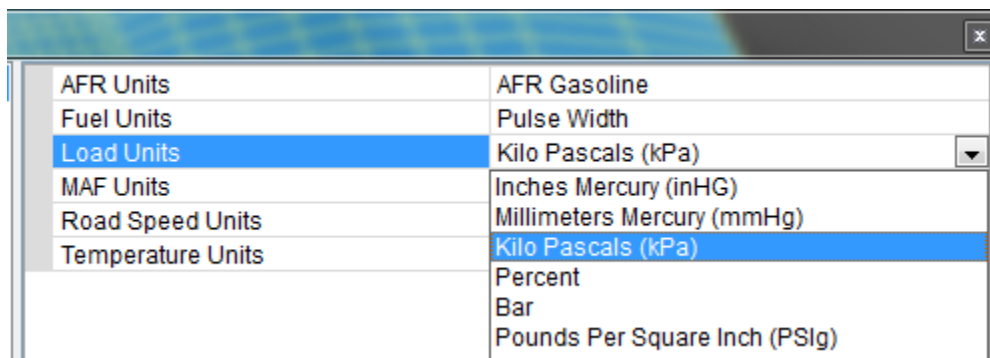 AFR Units AFR Gasoline
Fuel Units Pulse Width
Load Units Kilo Pascals (kPa)
MAF Units Inches Mercury (inHG)
Road Speed Units Millimeters Mercury (mmHg)
Temperature Units Kilo Pascals (kPa)
Percent
Bar
Pounds Per Square Inch (PSIg)